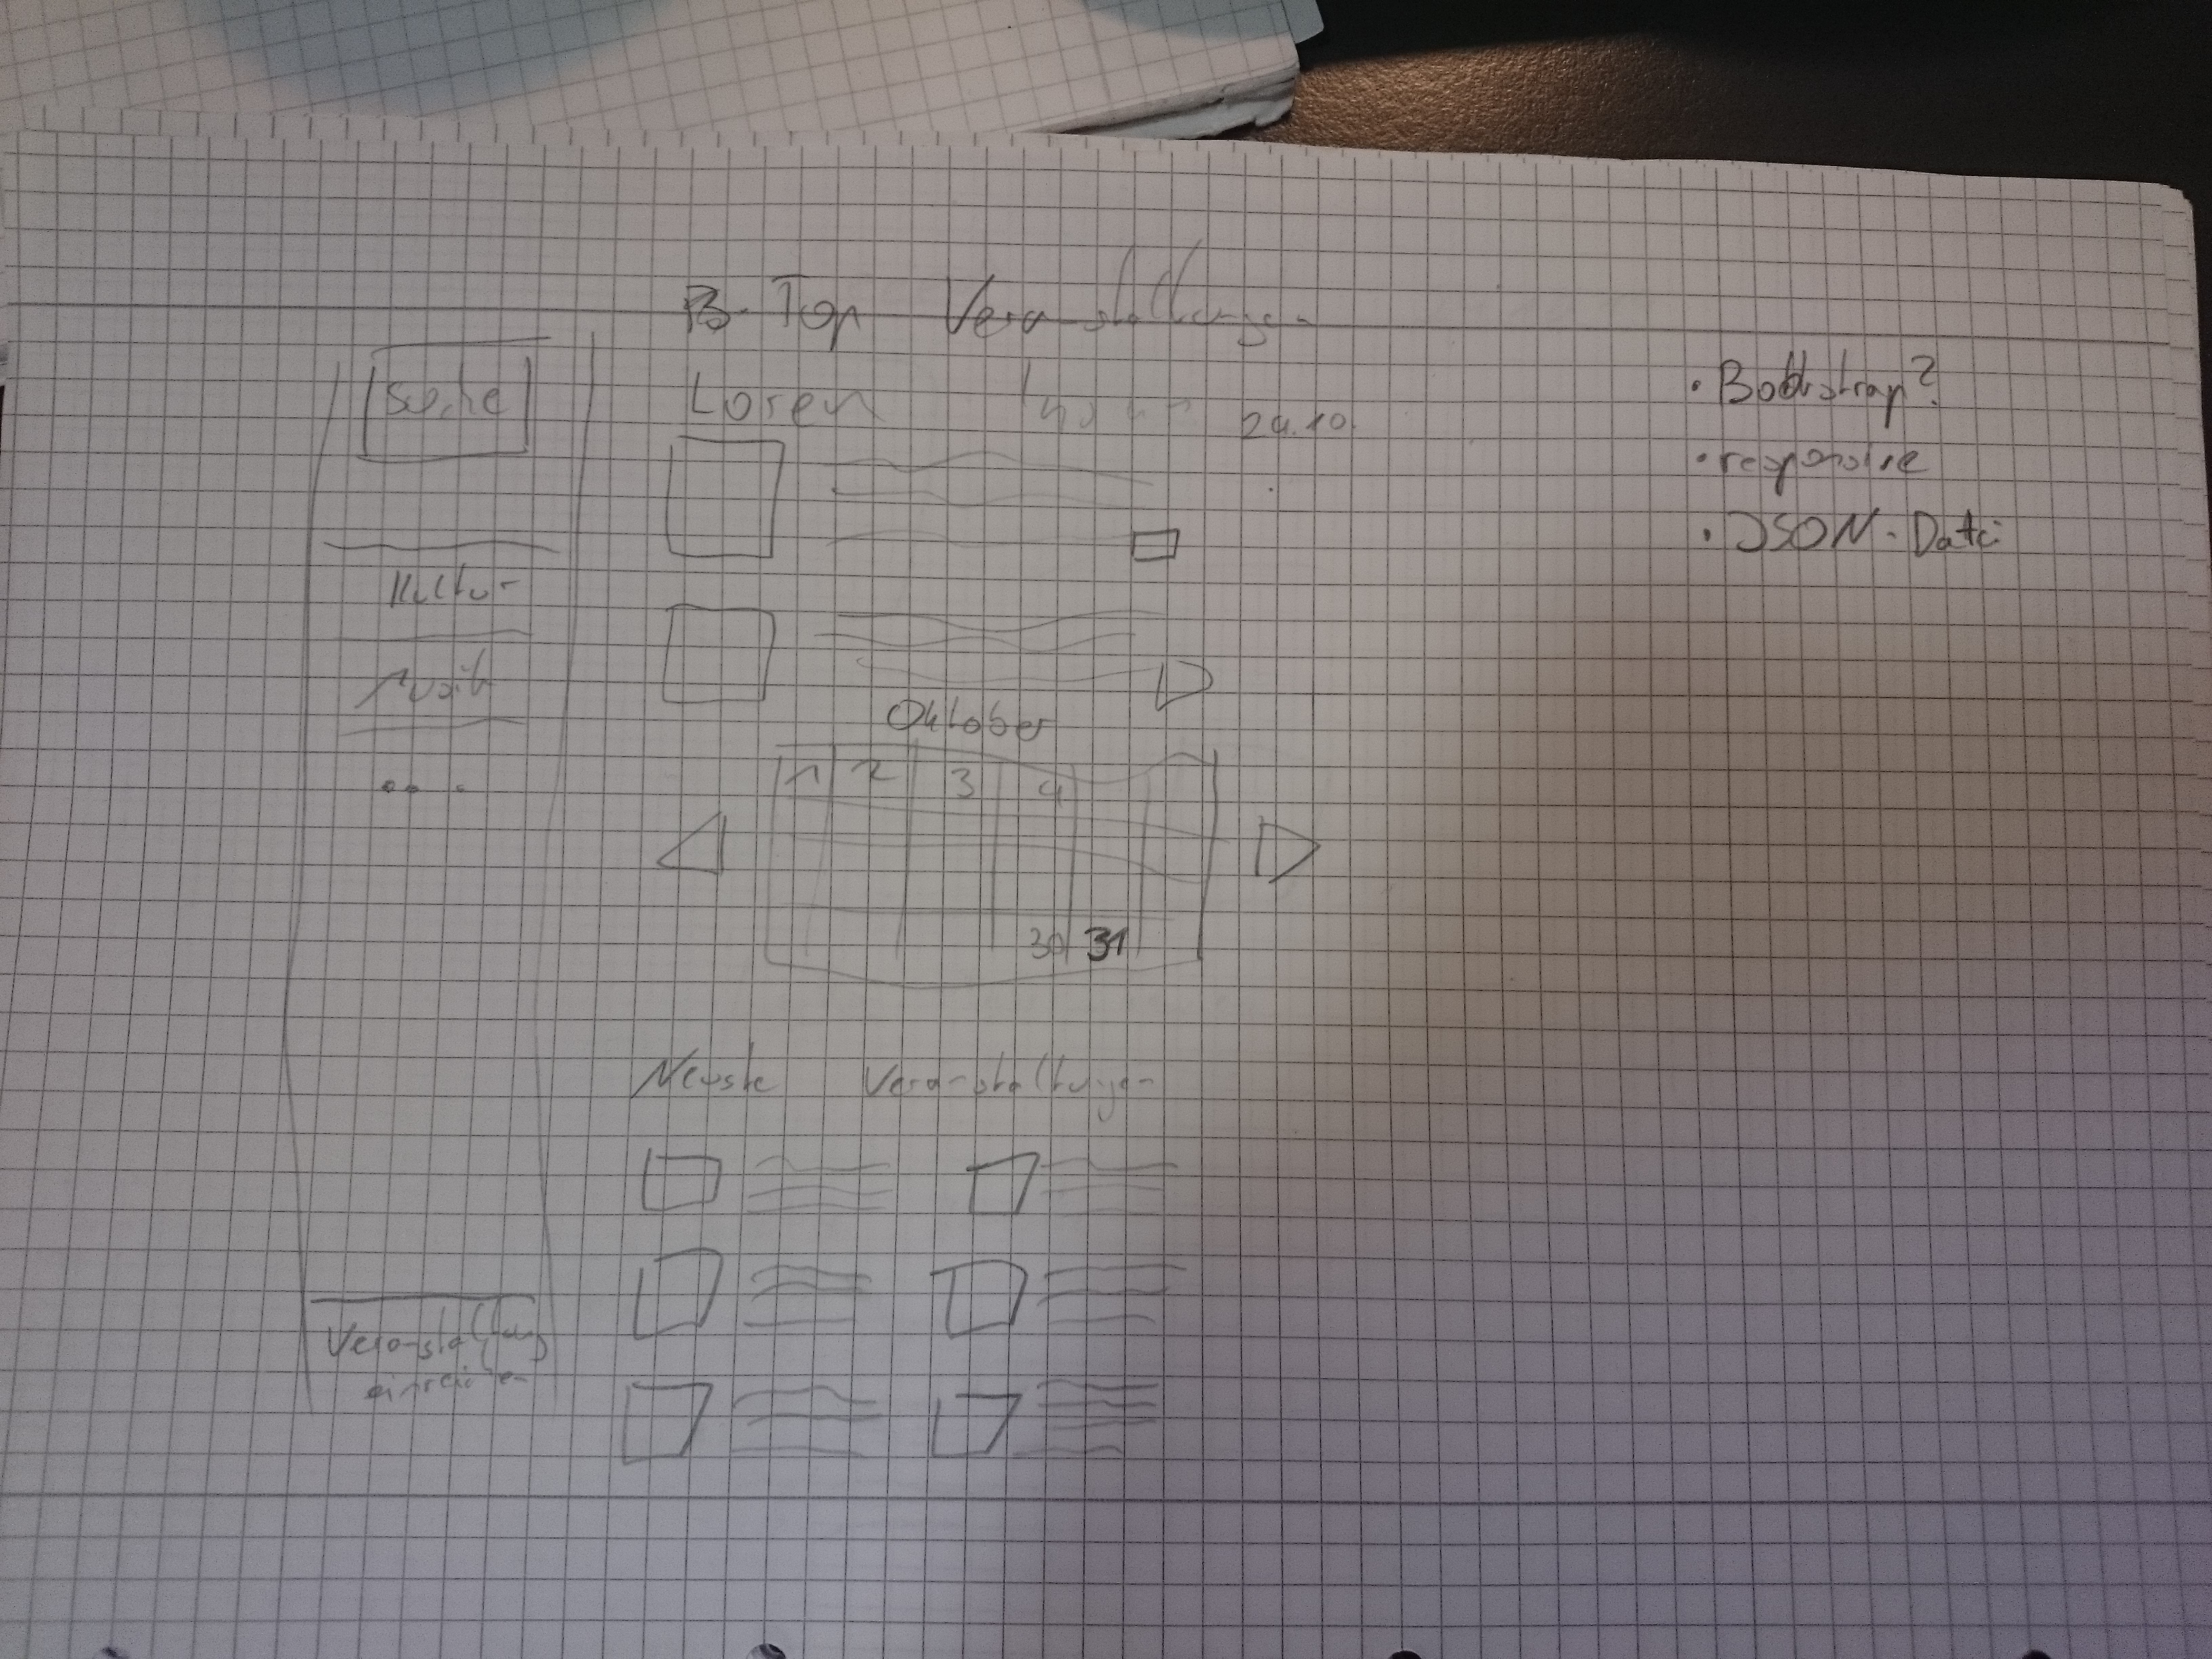 B. Top Veranstaltungen
Suche
Lorem Ipsum 24.10.
Kultur
Musik
...
Oktober
1 2 3 4
30 31
Neuste Veranstaltungen
Veranstaltung
einreichen
• Bootstrap?
• responsive
• JSON-Datei